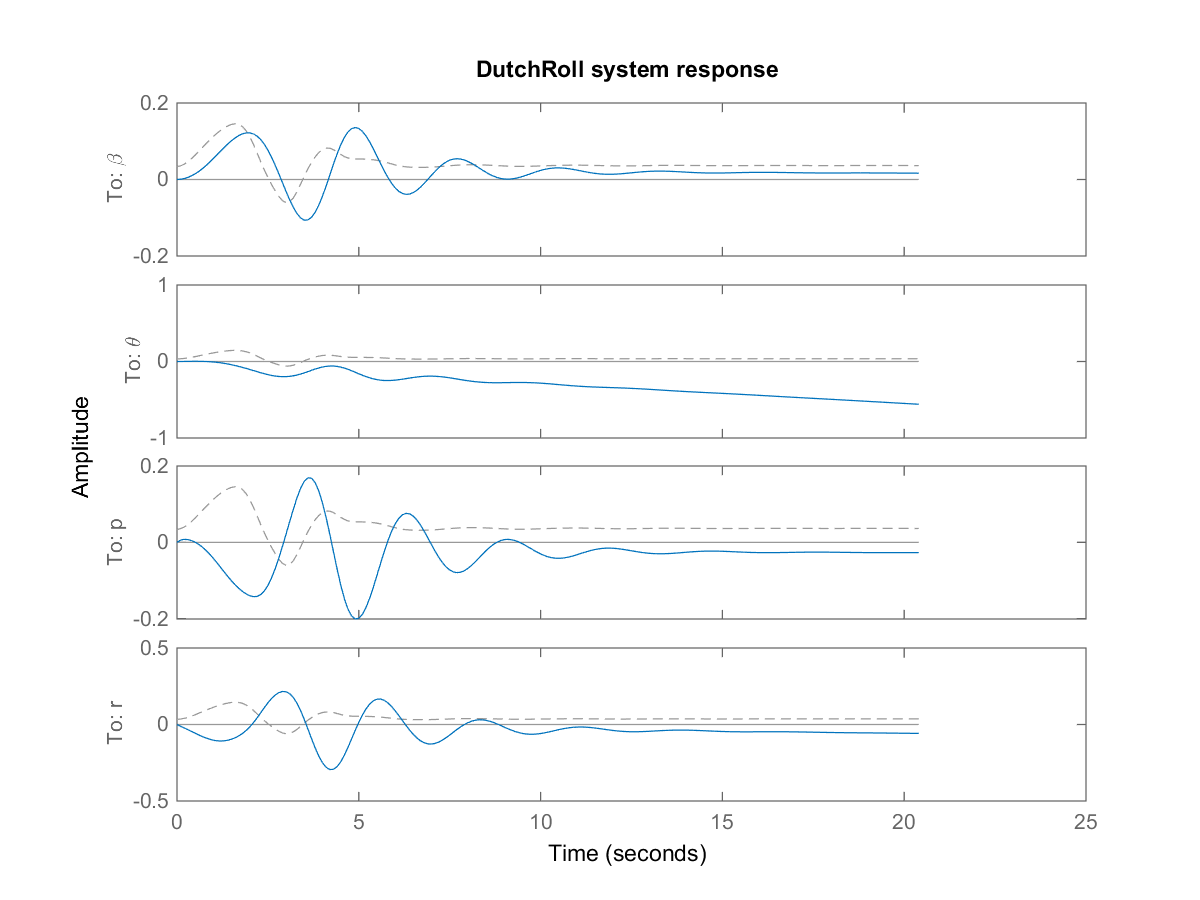 DutchRoll system response
0.2
To: β
0
-0.2
1
To: θ
0
-1
Amplitude
0.2
To: p
0
-0.2
0.5
To: r
0
-0.5
0 5 10 15 20 25
Time (seconds)